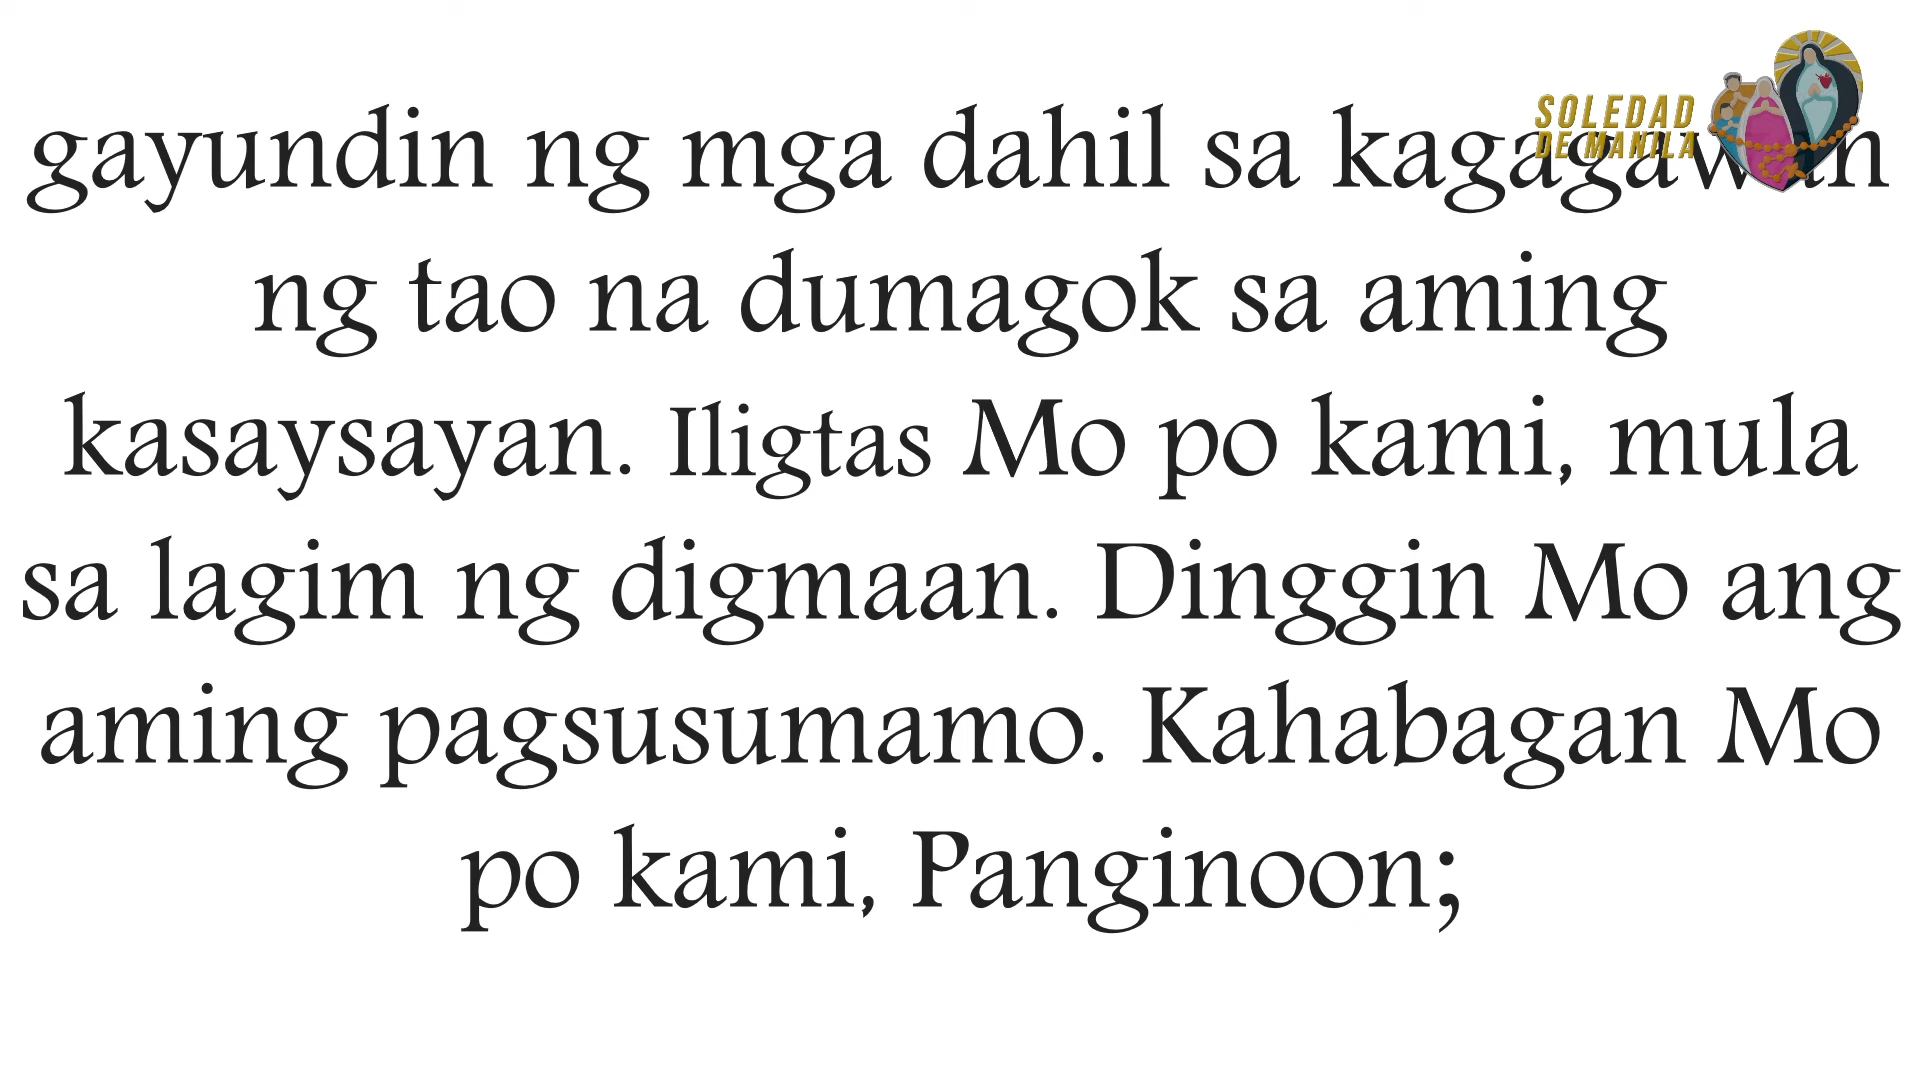 SOLEDAD
DE MANILA
gayundin ng mga dahil sa kagagawan
ng tao na dumagok sa aming
kasaysayan. Iligtas Mo po kami, mula
sa lagim ng digmaan. Dinggin Mo ang
aming pagsusumamo. Kahabagan Mo
po kami, Panginoon;